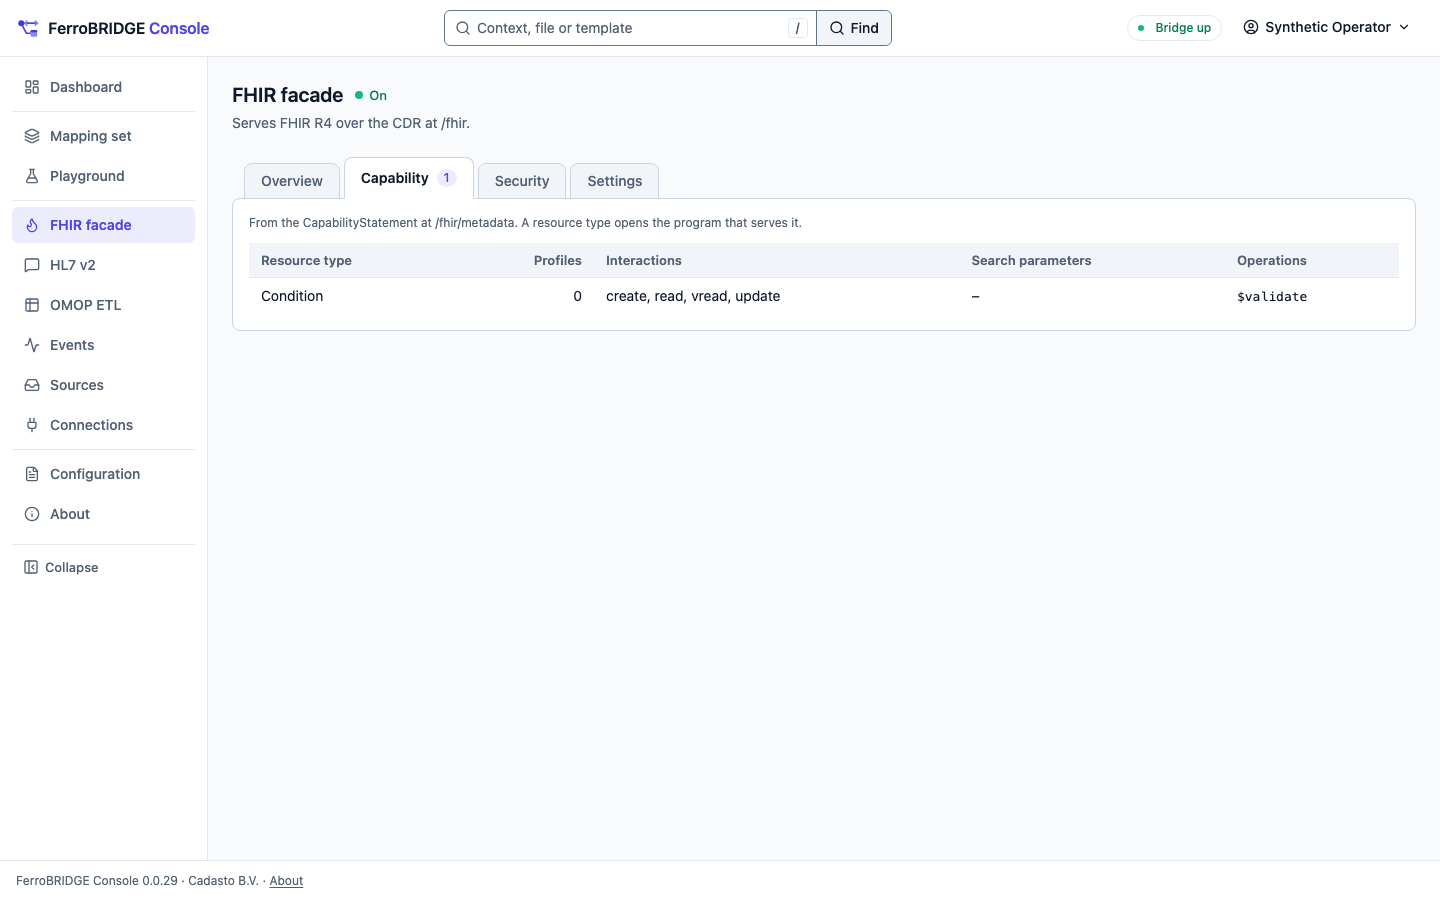 FerroBRIDGE Console
Context, file or template
/
Find
Bridge up
Synthetic Operator
Dashboard
Mapping set
Playground
FHIR facade
HL7 v2
OMOP ETL
Events
Sources
Connections
Configuration
About
Collapse
FHIR facade
On
Serves FHIR R4 over the CDR at /fhir.
Overview
Capability 1
Security
Settings
From the CapabilityStatement at /fhir/metadata. A resource type opens the program that serves it.
Resource type Profiles Interactions Search parameters Operations
Condition 0 create, read, vread, update – $validate
FerroBRIDGE Console 0.0.29 · Cadasto B.V. · About